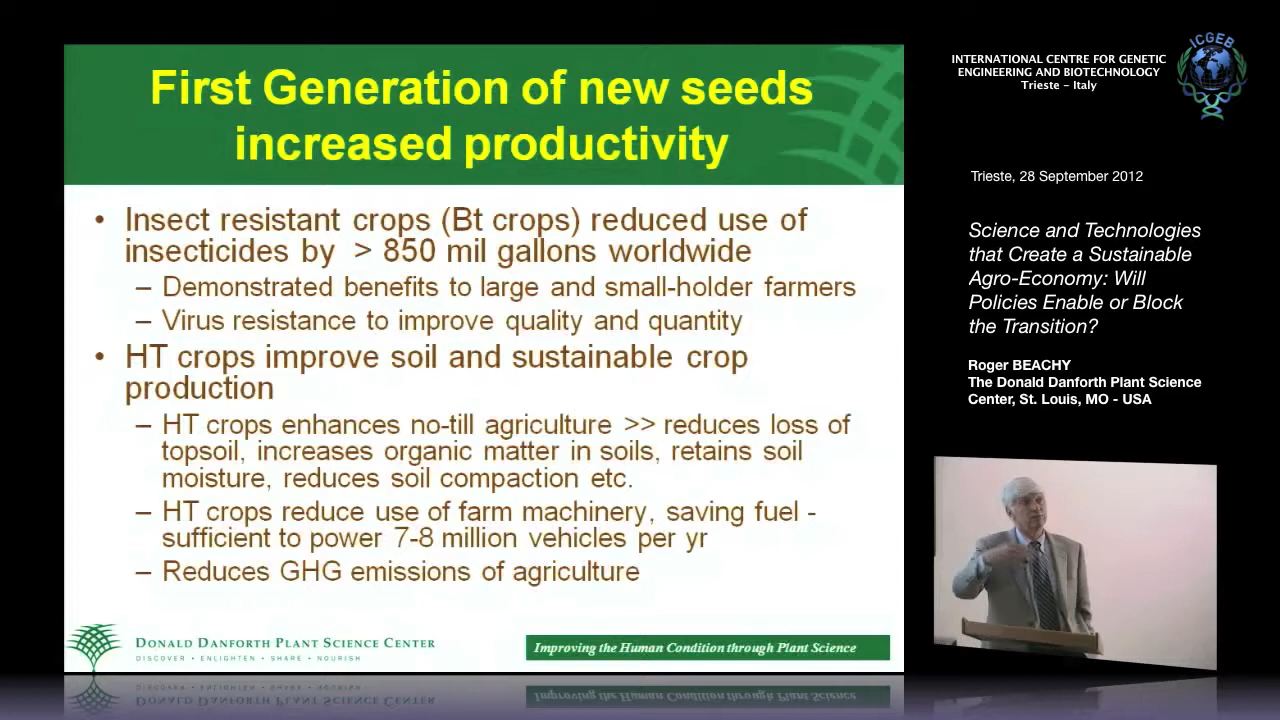 First Generation of new seeds
increased productivity
• Insect resistant crops (Bt crops) reduced use of
insecticides by > 850 mil gallons worldwide
– Demonstrated benefits to large and small-holder farmers
– Virus resistance to improve quality and quantity
• HT crops improve soil and sustainable crop
production
– HT crops enhances no-till agriculture >> reduces loss of
topsoil, increases organic matter in soils, retains soil
moisture, reduces soil compaction etc.
– HT crops reduce use of farm machinery, saving fuel -
sufficient to power 7-8 million vehicles per yr
– Reduces GHG emissions of agriculture
DONALD DANFORTH PLANT SCIENCE CENTER
DISCOVER • ENLIGHTEN • SHARE • NOURISH
Improving the Human Condition through Plant Science
INTERNATIONAL CENTRE FOR GENETIC
ENGINEERING AND BIOTECHNOLOGY
Trieste - Italy
ICGEB
Trieste, 28 September 2012
Science and Technologies
that Create a Sustainable
Agro-Economy: Will
Policies Enable or Block
the Transition?
Roger BEACHY
The Donald Danforth Plant Science
Center, St. Louis, MO - USA